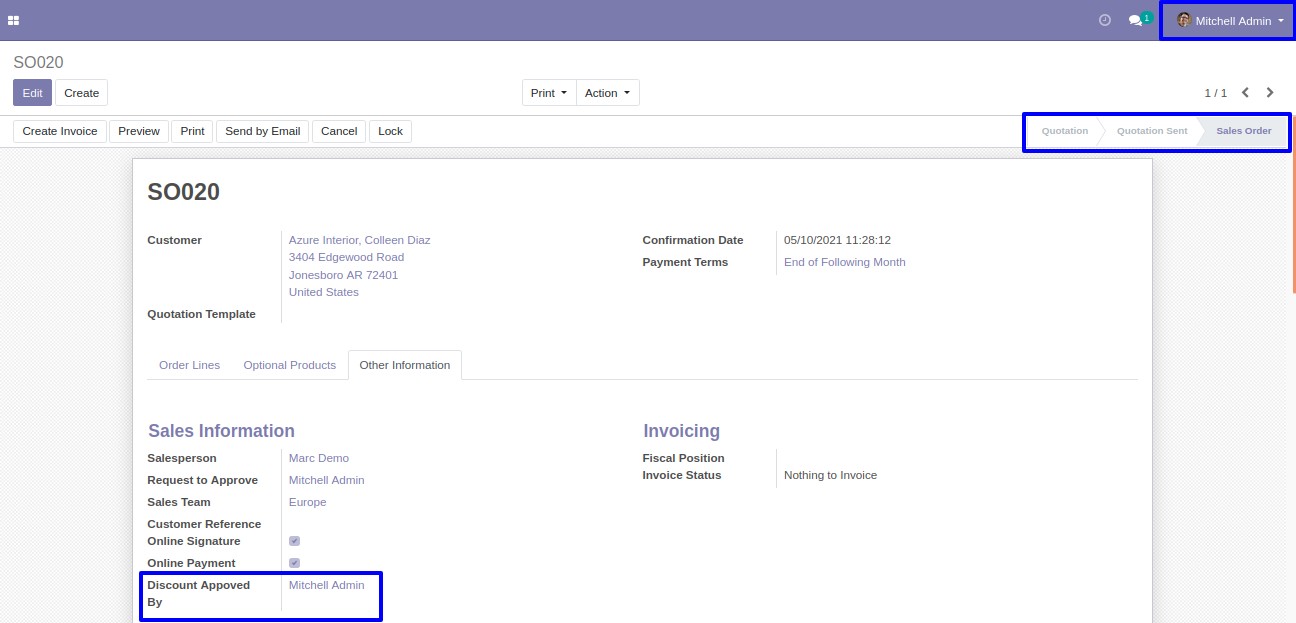 1
Mitchell Admin
SO020
Edit
Create
Print
Action
1 / 1
Create Invoice
Preview
Print
Send by Email
Cancel
Lock
Quotation
Quotation Sent
Sales Order
SO020
Customer
Azure Interior, Colleen Diaz
3404 Edgewood Road
Jonesboro AR 72401
United States
Quotation Template
Confirmation Date
05/10/2021 11:28:12
Payment Terms
End of Following Month
Order Lines
Optional Products
Other Information
Sales Information
Salesperson
Marc Demo
Request to Approve
Mitchell Admin
Sales Team
Europe
Customer Reference
Online Signature
Online Payment
Discount Appoved
By
Mitchell Admin
Invoicing
Fiscal Position
Invoice Status
Nothing to Invoice